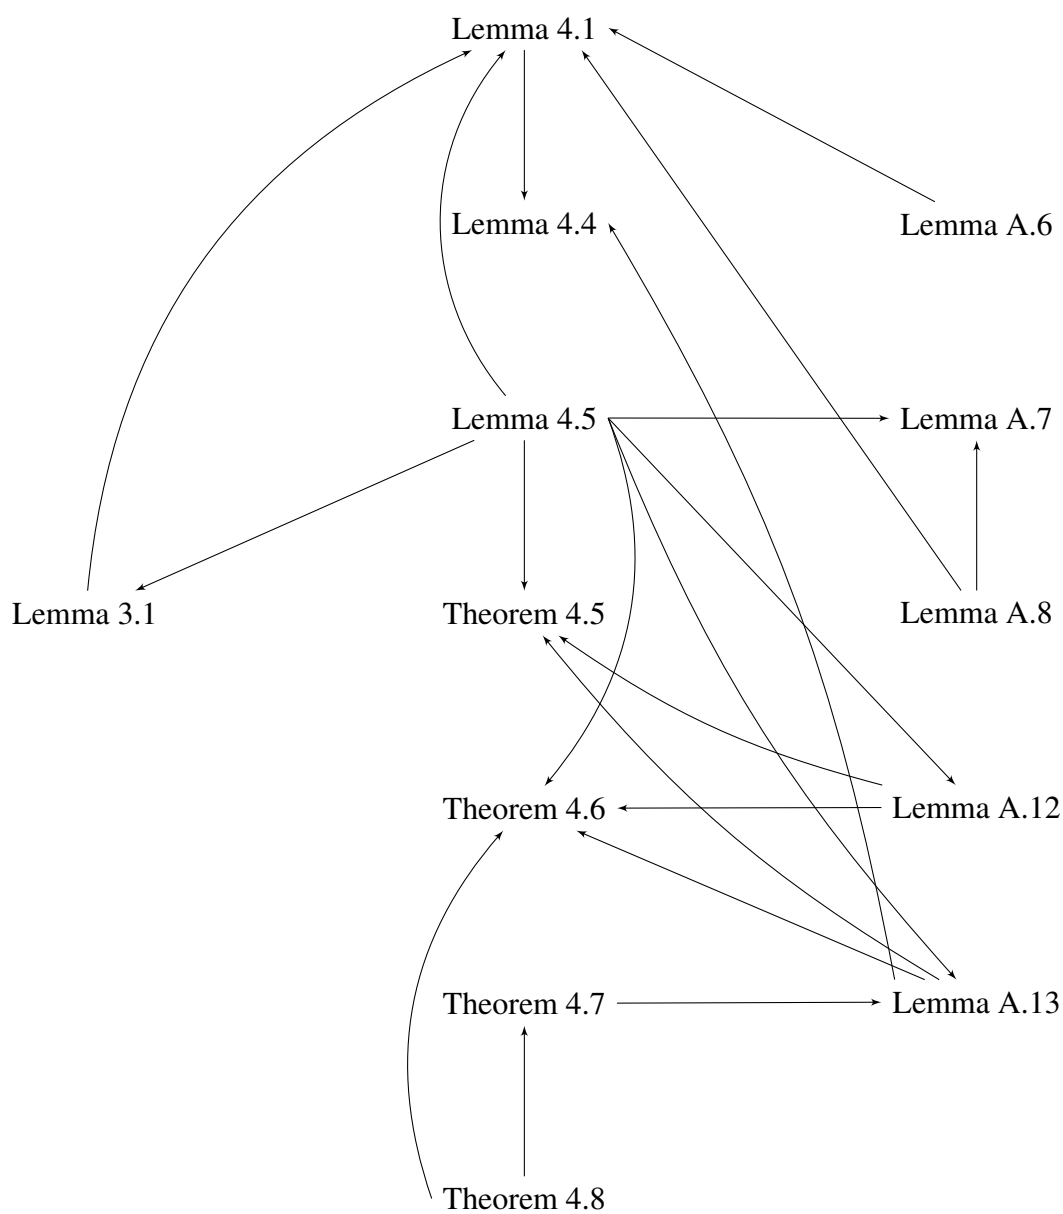 Lemma 4.1
Lemma 4.4
Lemma A.6
Lemma 4.5
Lemma A.7
Lemma 3.1
Theorem 4.5
Lemma A.8
Theorem 4.6
Lemma A.12
Theorem 4.7
Lemma A.13
Theorem 4.8